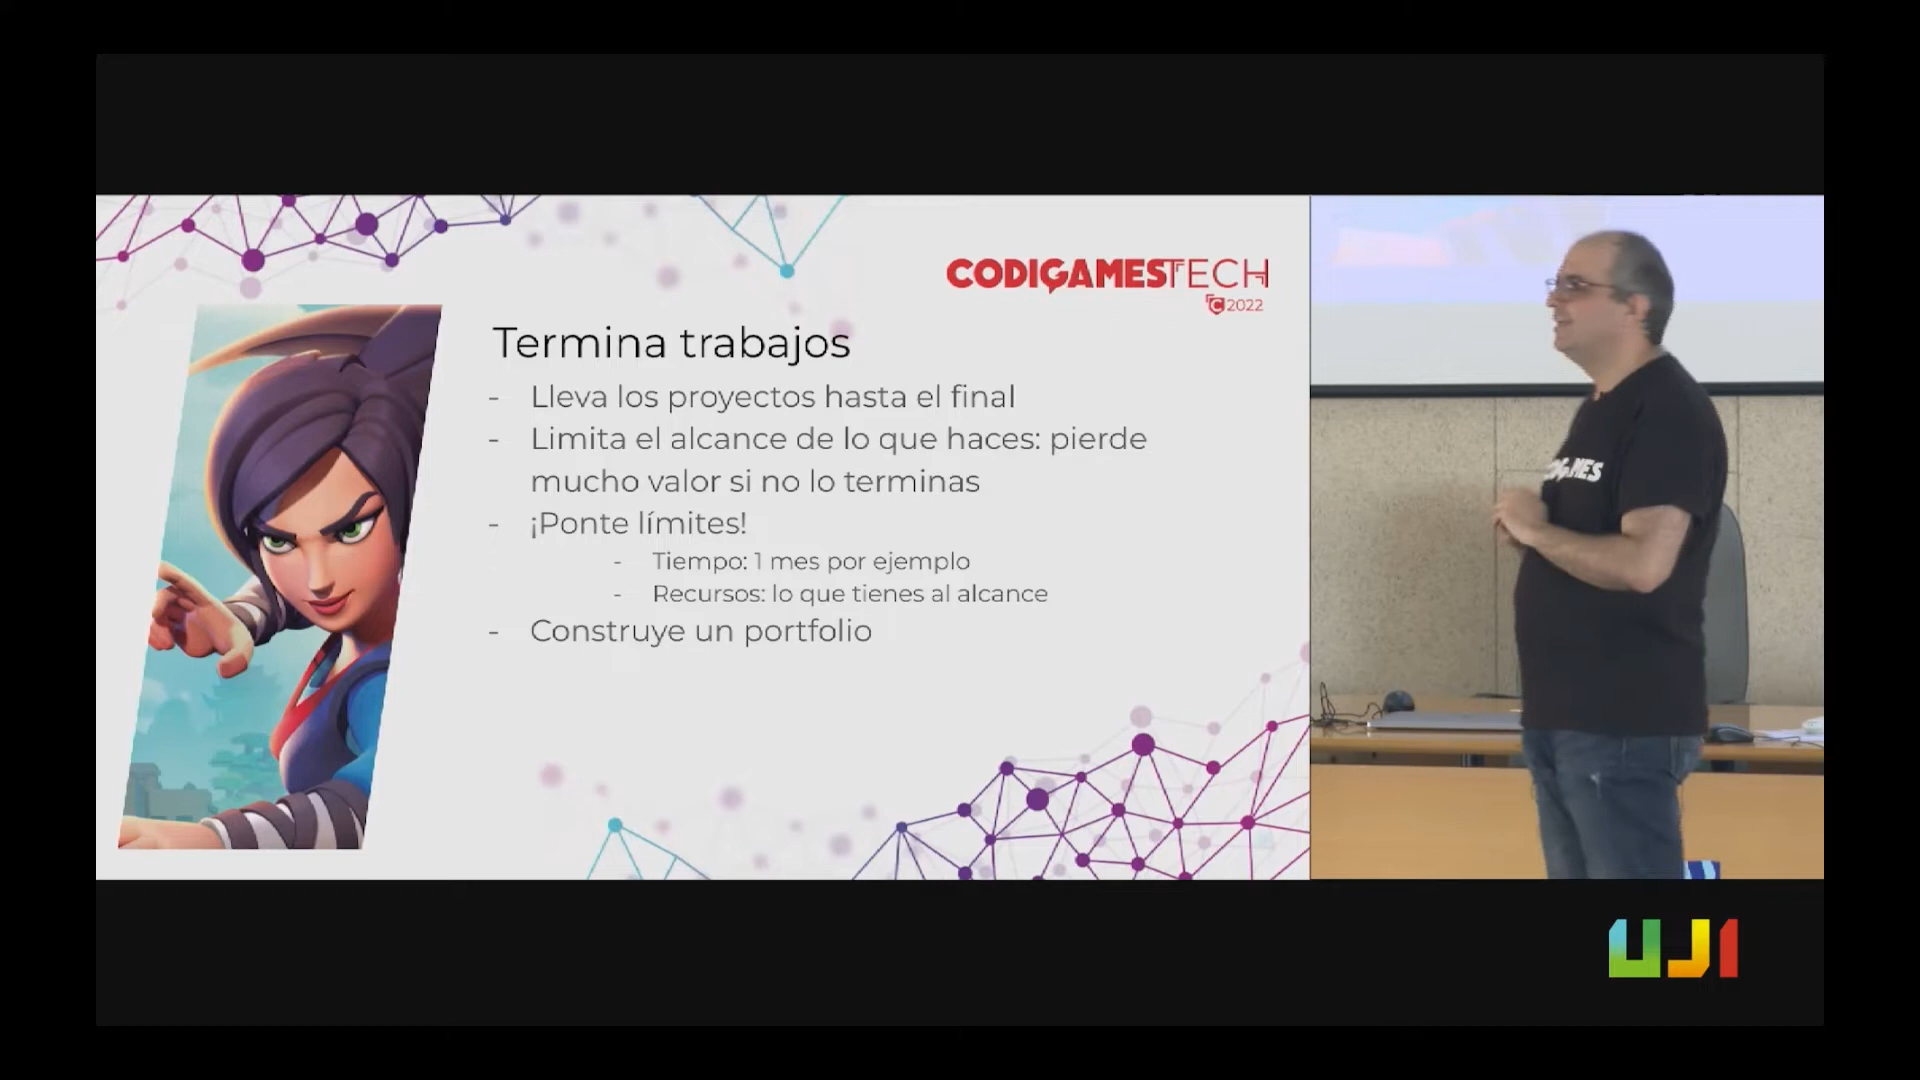 CODIGAMESTECH
C 2022
Termina trabajos
- Lleva los proyectos hasta el final
- Limita el alcance de lo que haces: pierde
mucho valor si no lo terminas
- ¡Ponte límites!
- Tiempo: 1 mes por ejemplo
- Recursos: lo que tienes al alcance
- Construye un portfolio
UJI